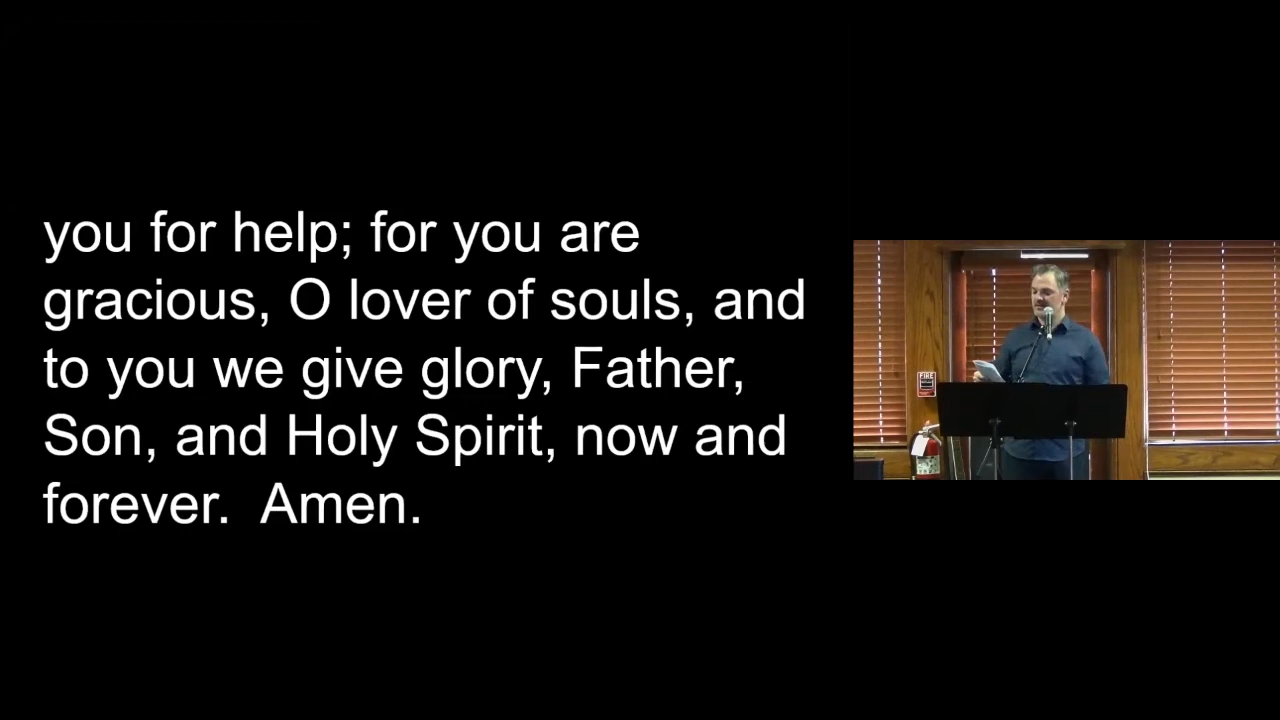 you for help; for you are
gracious, O lover of souls, and
to you we give glory, Father,
Son, and Holy Spirit, now and
forever.  Amen.
FIRE